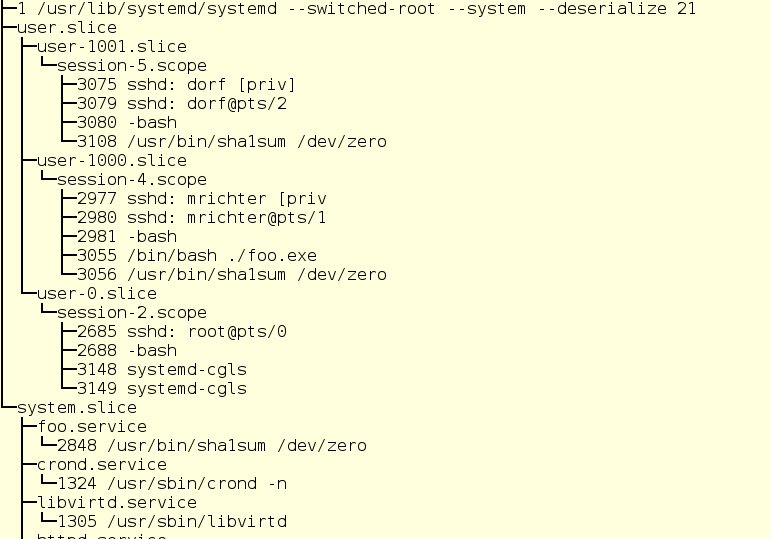 ├─1 /usr/lib/systemd/systemd --switched-root --system --deserialize 21
├─user.slice
│ ├─user-1001.slice
│ │ └─session-5.scope
│ │   ├─3075 sshd: dorf [priv]
│ │   ├─3079 sshd: dorf@pts/2
│ │   ├─3080 -bash
│ │   └─3108 /usr/bin/sha1sum /dev/zero
│ ├─user-1000.slice
│ │ └─session-4.scope
│ │   ├─2977 sshd: mrichter [priv
│ │   ├─2980 sshd: mrichter@pts/1
│ │   ├─2981 -bash
│ │   ├─3055 /bin/bash ./foo.exe
│ │   └─3056 /usr/bin/sha1sum /dev/zero
│ └─user-0.slice
│   └─session-2.scope
│     ├─2685 sshd: root@pts/0
│     ├─2688 -bash
│     ├─3148 systemd-cgls
│     └─3149 systemd-cgls
└─system.slice
  ├─foo.service
  │ └─2848 /usr/bin/sha1sum /dev/zero
  ├─crond.service
  │ └─1324 /usr/sbin/crond -n
  ├─libvirtd.service
  │ └─1305 /usr/sbin/libvirtd
  ├─httpd.service